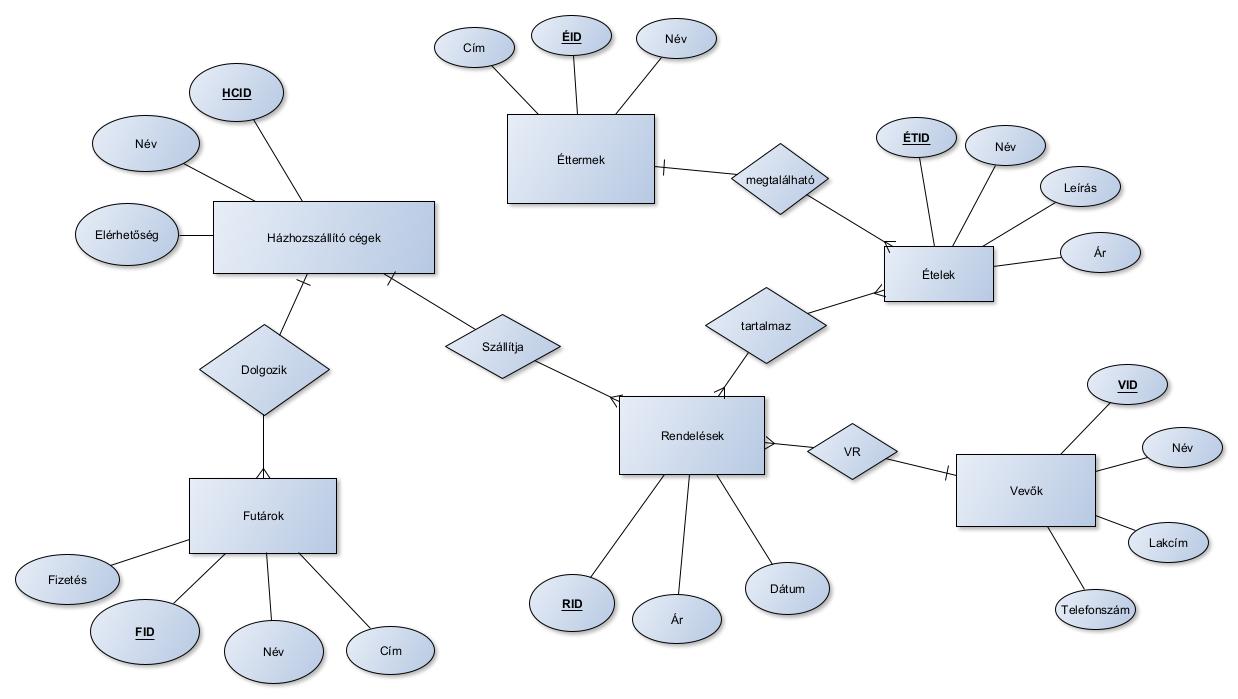 Cím
ÉID
Név
HCID
Név
Elérhetőség
Házhozszállító cégek
Éttermek
megtalálható
ÉTID
Név
Leírás
Ár
Ételek
tartalmaz
Szállítja
Dolgozik
Rendelések
VR
VID
Név
Vevők
Lakcím
Telefonszám
Futárok
Fizetés
FID
Név
Cím
RID
Ár
Dátum